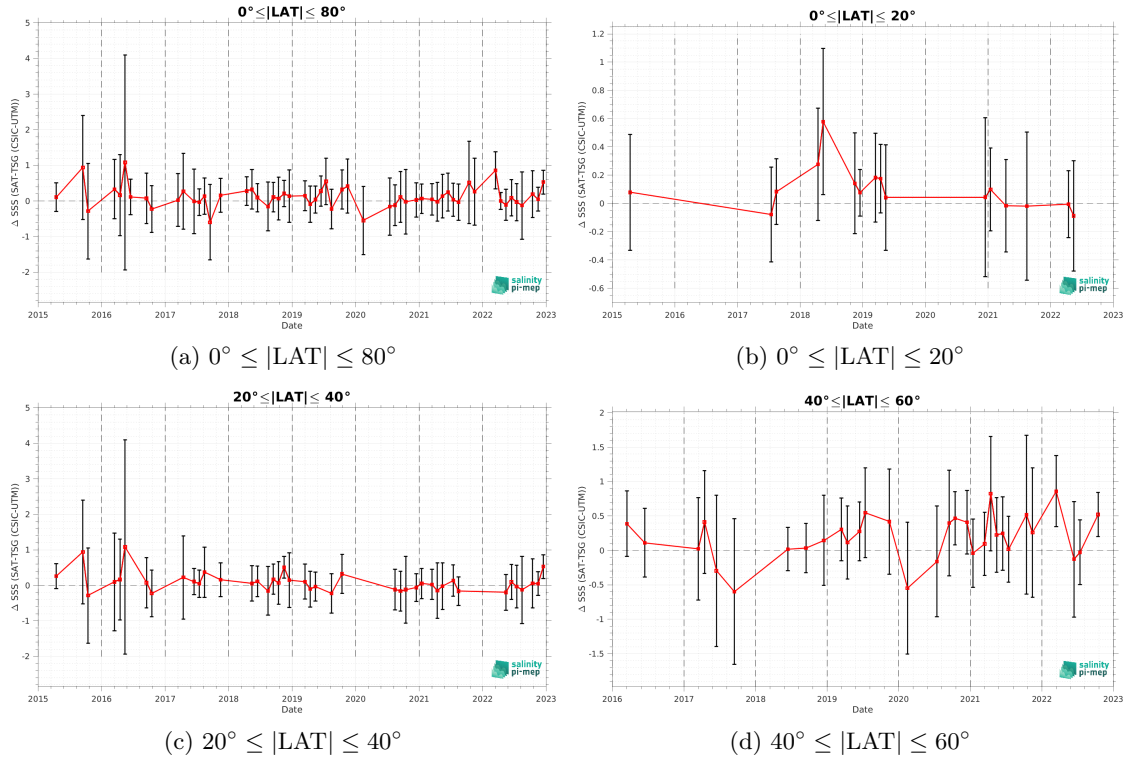 0°≤|LAT|≤ 80°
Δ SSS (SAT-TSG (CSIC-UTM))
5
4
3
2
1
0
-1
-2
2015 2016 2017 2018 2019 2020 2021 2022 2023
Date
salinity
pi-mep
(a) 0° ≤ |LAT| ≤ 80°
0°≤|LAT|≤ 20°
Δ SSS (SAT-TSG (CSIC-UTM))
1.2
1
0.8
0.6
0.4
0.2
0
-0.2
-0.4
-0.6
2015 2016 2017 2018 2019 2020 2021 2022 2023
Date
salinity
pi-mep
(b) 0° ≤ |LAT| ≤ 20°
20°≤|LAT|≤ 40°
Δ SSS (SAT-TSG (CSIC-UTM))
5
4
3
2
1
0
-1
-2
2015 2016 2017 2018 2019 2020 2021 2022 2023
Date
salinity
pi-mep
(c) 20° ≤ |LAT| ≤ 40°
40°≤|LAT|≤ 60°
Δ SSS (SAT-TSG (CSIC-UTM))
2
1.5
1
0.5
0
-0.5
-1
-1.5
2016 2017 2018 2019 2020 2021 2022 2023
Date
salinity
pi-mep
(d) 40° ≤ |LAT| ≤ 60°